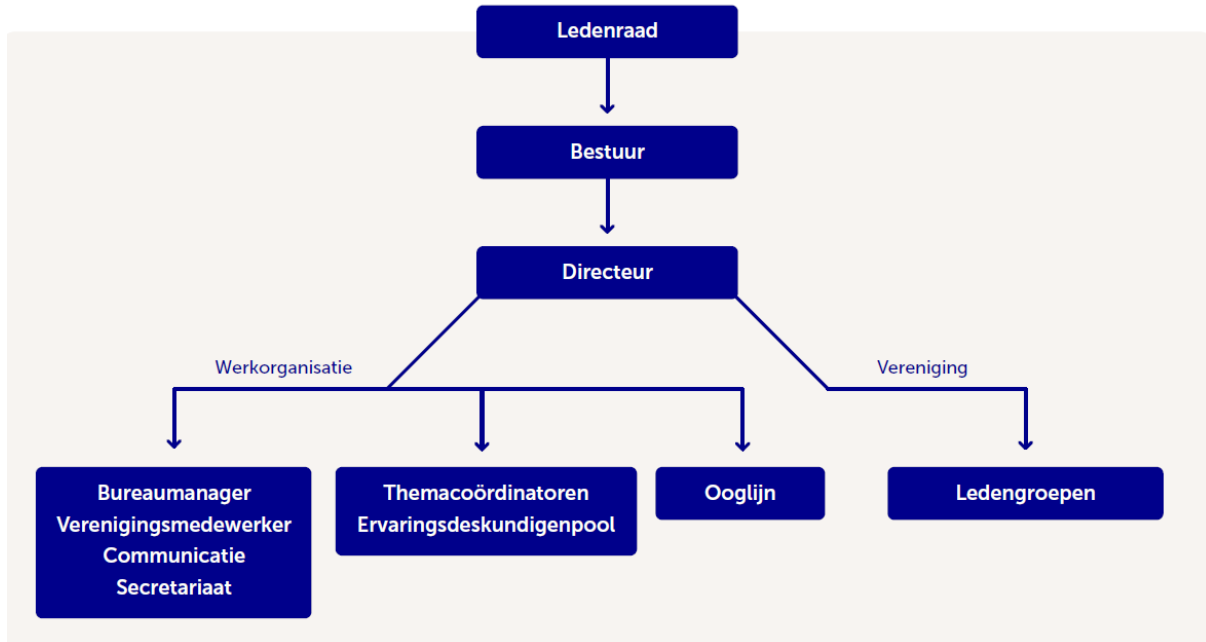 Ledenraad
Bestuur
Directeur
Werkorganisatie
Vereniging
Bureaumanager
Verenigingsmedewerker
Communicatie
Secretariaat
Themacoördinatoren
Ervaringsdeskundigenpool
Ooglijn
Ledengroepen